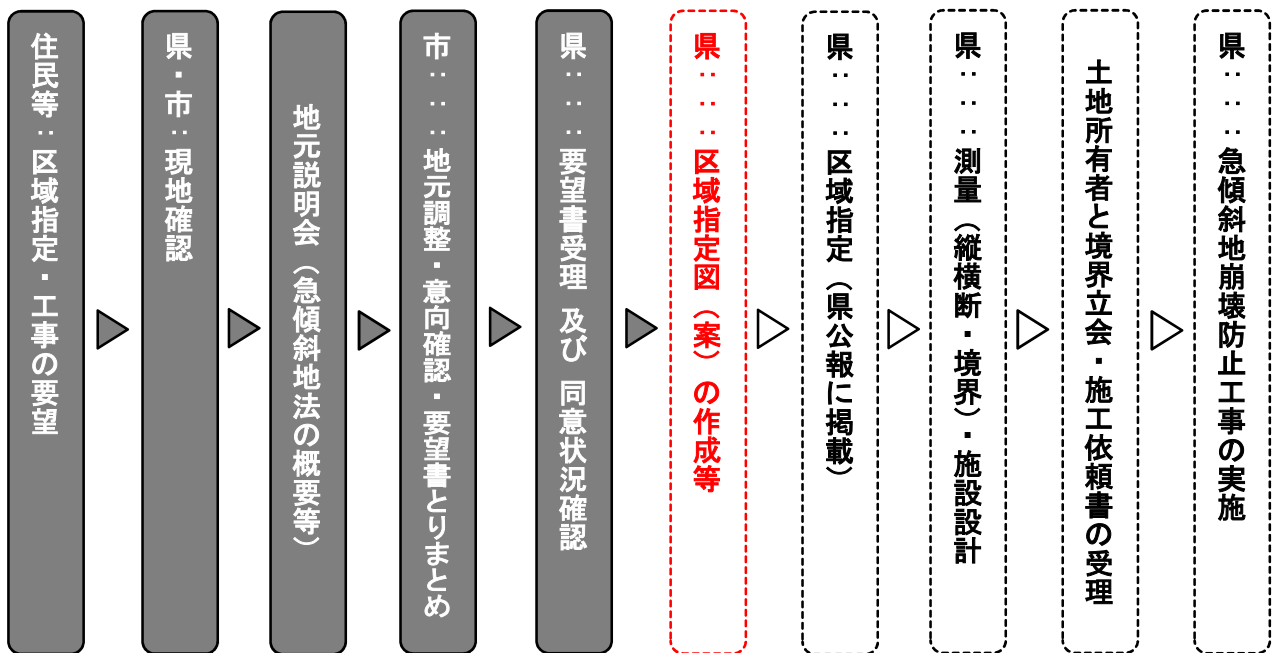 住民等：区域指定・工事の要望
県・市：現地確認
地元説明会（急傾斜地法の概要等）
市：：：地元調整・意向確認・要望書とりまとめ
県：：：要望書受理 及び 同意状況確認
県：：：区域指定図（案）の作成等
県：：：区域指定（県公報に掲載）
県：：：測量（縦横断・境界）・施設設計
土地所有者と境界立会・施工依頼書の受理
県：：：急傾斜地崩壊防止工事の実施